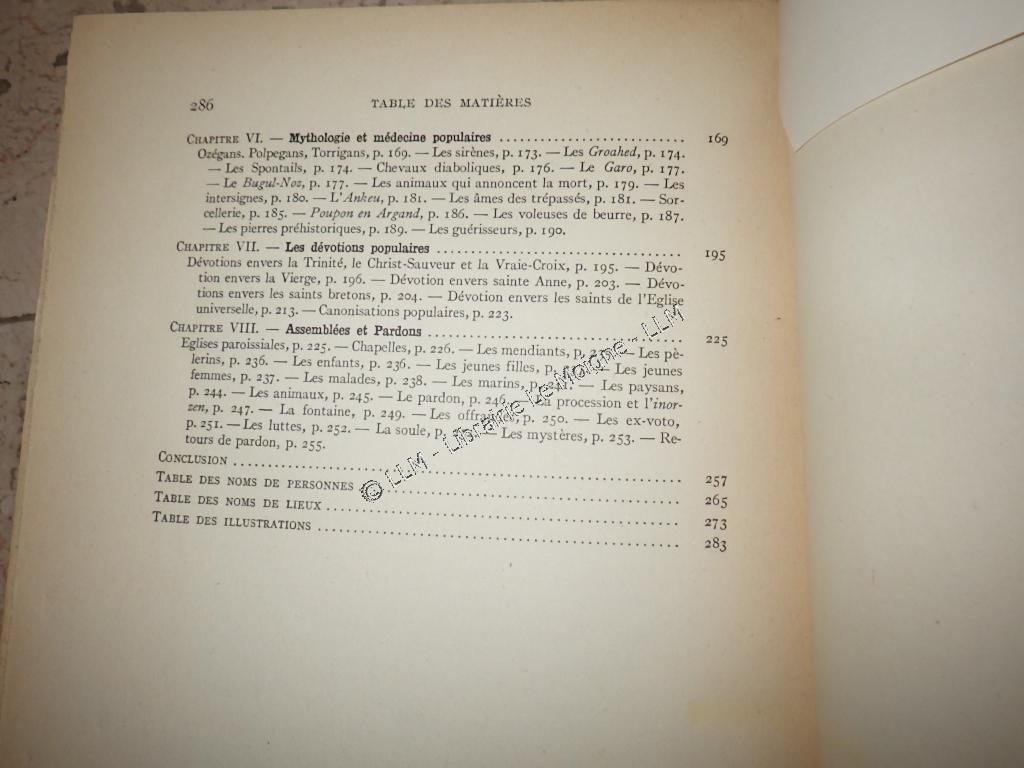 286 TABLE DES MATIÈRES
CHAPITRE VI. — Mythologie et médecine populaires ........................ 169
Ozégans. Polpegans, Torrigans, p. 169. — Les sirènes, p. 173. — Les Groahed, p. 174.
— Les Spontails, p. 174. — Chevaux diaboliques, p. 176. — Le Garo, p. 177.
— Le Bugul-Noz, p. 177. — Les animaux qui annoncent la mort, p. 179. — Les
intersignes, p. 180. — L'Ankeu, p. 181. — Les âmes des trépassés, p. 181. — Sor-
cellerie, p. 185. — Poupon en Argand, p. 186. — Les voleuses de beurre, p. 187.
— Les pierres préhistoriques, p. 189. — Les guérisseurs, p. 190.
CHAPITRE VII. — Les dévotions populaires ................................ 195
Dévotions envers la Trinité, le Christ-Sauveur et la Vraie-Croix, p. 195. — Dévo-
tion envers la Vierge, p. 196. — Dévotion envers sainte Anne, p. 203. — Dévo-
tions envers les saints bretons, p. 204. — Dévotion envers les saints de l'Eglise
universelle, p. 213. — Canonisations populaires, p. 223.
CHAPITRE VIII. — Assemblées et Pardons ................................ 225
Eglises paroissiales, p. 225. — Chapelles, p. 226. — Les mendiants, p. — Les pè-
lerins, p. 236. — Les enfants, p. 236. — Les jeunes filles, p. — Les jeunes
femmes, p. 237. — Les malades, p. 238. — Les marins, p. — Les paysans,
p. 244. — Les animaux, p. 245. — Le pardon, p. 246. — procession et l'inor-
zen, p. 247. — La fontaine, p. 249. — Les offrandes, p. 250. — Les ex-voto,
p. 251. — Les luttes, p. 252. — La soule, p. — Les mystères, p. 253. — Re-
tours de pardon, p. 255.
CONCLUSION ................................ 257
TABLE DES NOMS DE PERSONNES ................................ 265
TABLE DES NOMS DE LIEUX ................................ 273
TABLE DES ILLUSTRATIONS ................................ 283
© LLM - Librairie Le Moigne - LLM